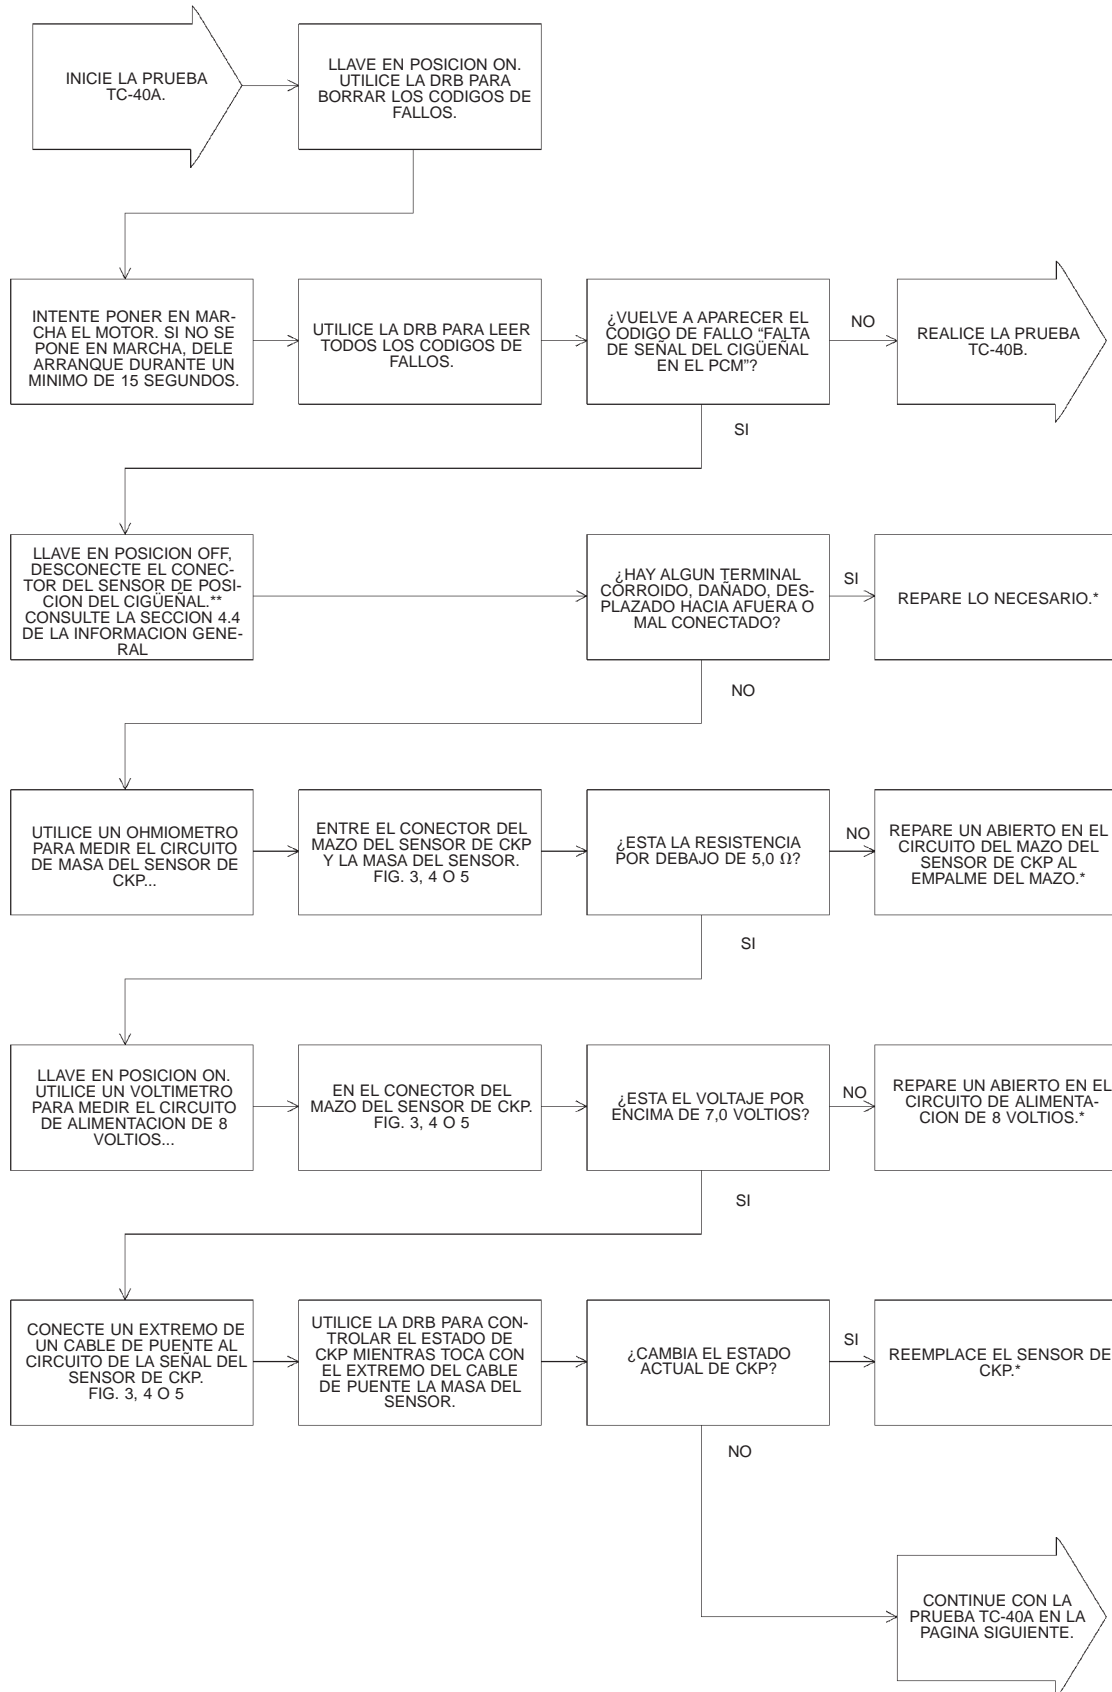 INICIE LA PRUEBA
TC-40A.
LLAVE EN POSICION ON.
UTILICE LA DRB PARA
BORRAR LOS CODIGOS DE
FALLOS.
INTENTE PONER EN MAR-
CHA EL MOTOR. SI NO SE
PONE EN MARCHA, DELE
ARRANQUE DURANTE UN
MINIMO DE 15 SEGUNDOS.
UTILICE LA DRB PARA LEER
TODOS LOS CODIGOS DE
FALLOS.
¿VUELVE A APARECER EL
CODIGO DE FALLO “FALTA
DE SEÑAL DEL CIGÜEÑAL
EN EL PCM”?
NO
REALICE LA PRUEBA
TC-40B.
SI
LLAVE EN POSICION OFF,
DESCONECTE EL CONEC-
TOR DEL SENSOR DE POSI-
CION DEL CIGÜEÑAL.**
CONSULTE LA SECCION 4.4
DE LA INFORMACION GENE-
RAL
¿HAY ALGUN TERMINAL
CORROIDO, DAÑADO, DES-
PLAZADO HACIA AFUERA O
MAL CONECTADO?
SI
REPARE LO NECESARIO.*
NO
UTILICE UN OHMIOMETRO
PARA MEDIR EL CIRCUITO
DE MASA DEL SENSOR DE
CKP...
ENTRE EL CONECTOR DEL
MAZO DEL SENSOR DE CKP
Y LA MASA DEL SENSOR.
FIG. 3, 4 O 5
¿ESTA LA RESISTENCIA
POR DEBAJO DE 5,0 Ω?
NO
REPARE UN ABIERTO EN EL
CIRCUITO DEL MAZO DEL
SENSOR DE CKP AL
EMPALME DEL MAZO.*
SI
LLAVE EN POSICION ON.
UTILICE UN VOLTIMETRO
PARA MEDIR EL CIRCUITO
DE ALIMENTACION DE 8
VOLTIOS...
EN EL CONECTOR DEL
MAZO DEL SENSOR DE CKP.
FIG. 3, 4 O 5
¿ESTA EL VOLTAJE POR
ENCIMA DE 7,0 VOLTIOS?
NO
REPARE UN ABIERTO EN EL
CIRCUITO DE ALIMENTA-
CION DE 8 VOLTIOS.*
SI
CONECTE UN EXTREMO DE
UN CABLE DE PUENTE AL
CIRCUITO DE LA SEÑAL DEL
SENSOR DE CKP.
FIG. 3, 4 O 5
UTILICE LA DRB PARA CON-
TROLAR EL ESTADO DE
CKP MIENTRAS TOCA CON
EL EXTREMO DEL CABLE
DE PUENTE LA MASA DEL
SENSOR.
¿CAMBIA EL ESTADO
ACTUAL DE CKP?
SI
REEMPLACE EL SENSOR DE
CKP.*
NO
CONTINUE CON LA
PRUEBA TC-40A EN LA
PAGINA SIGUIENTE.